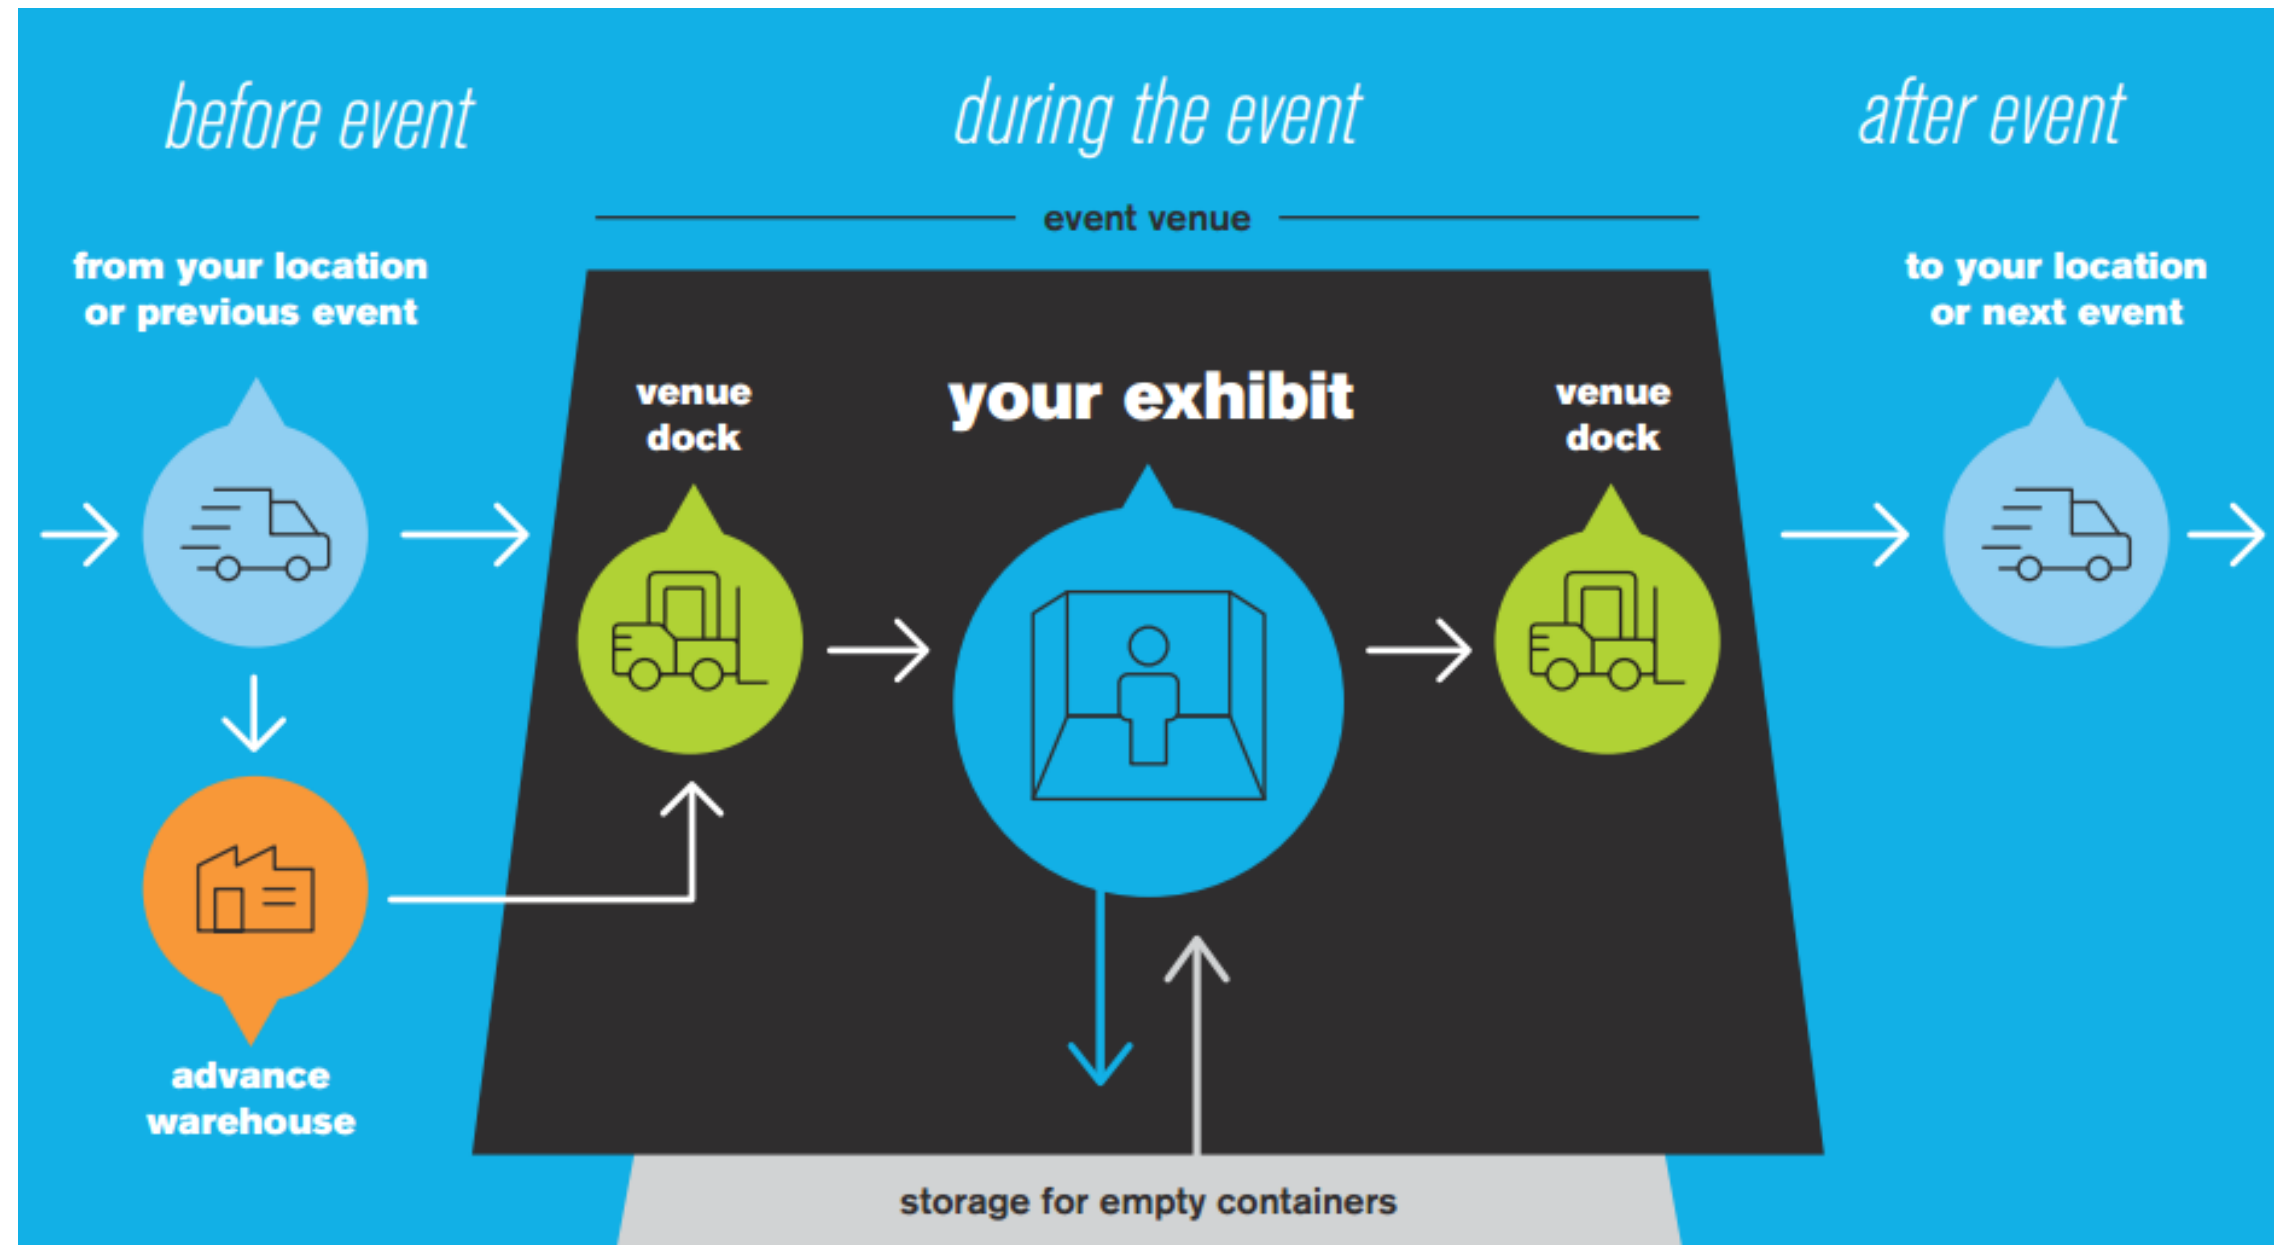 before event
during the event
after event
event venue
from your location
or previous event
to your location
or next event
venue
dock
your exhibit
venue
dock
advance
warehouse
storage for empty containers